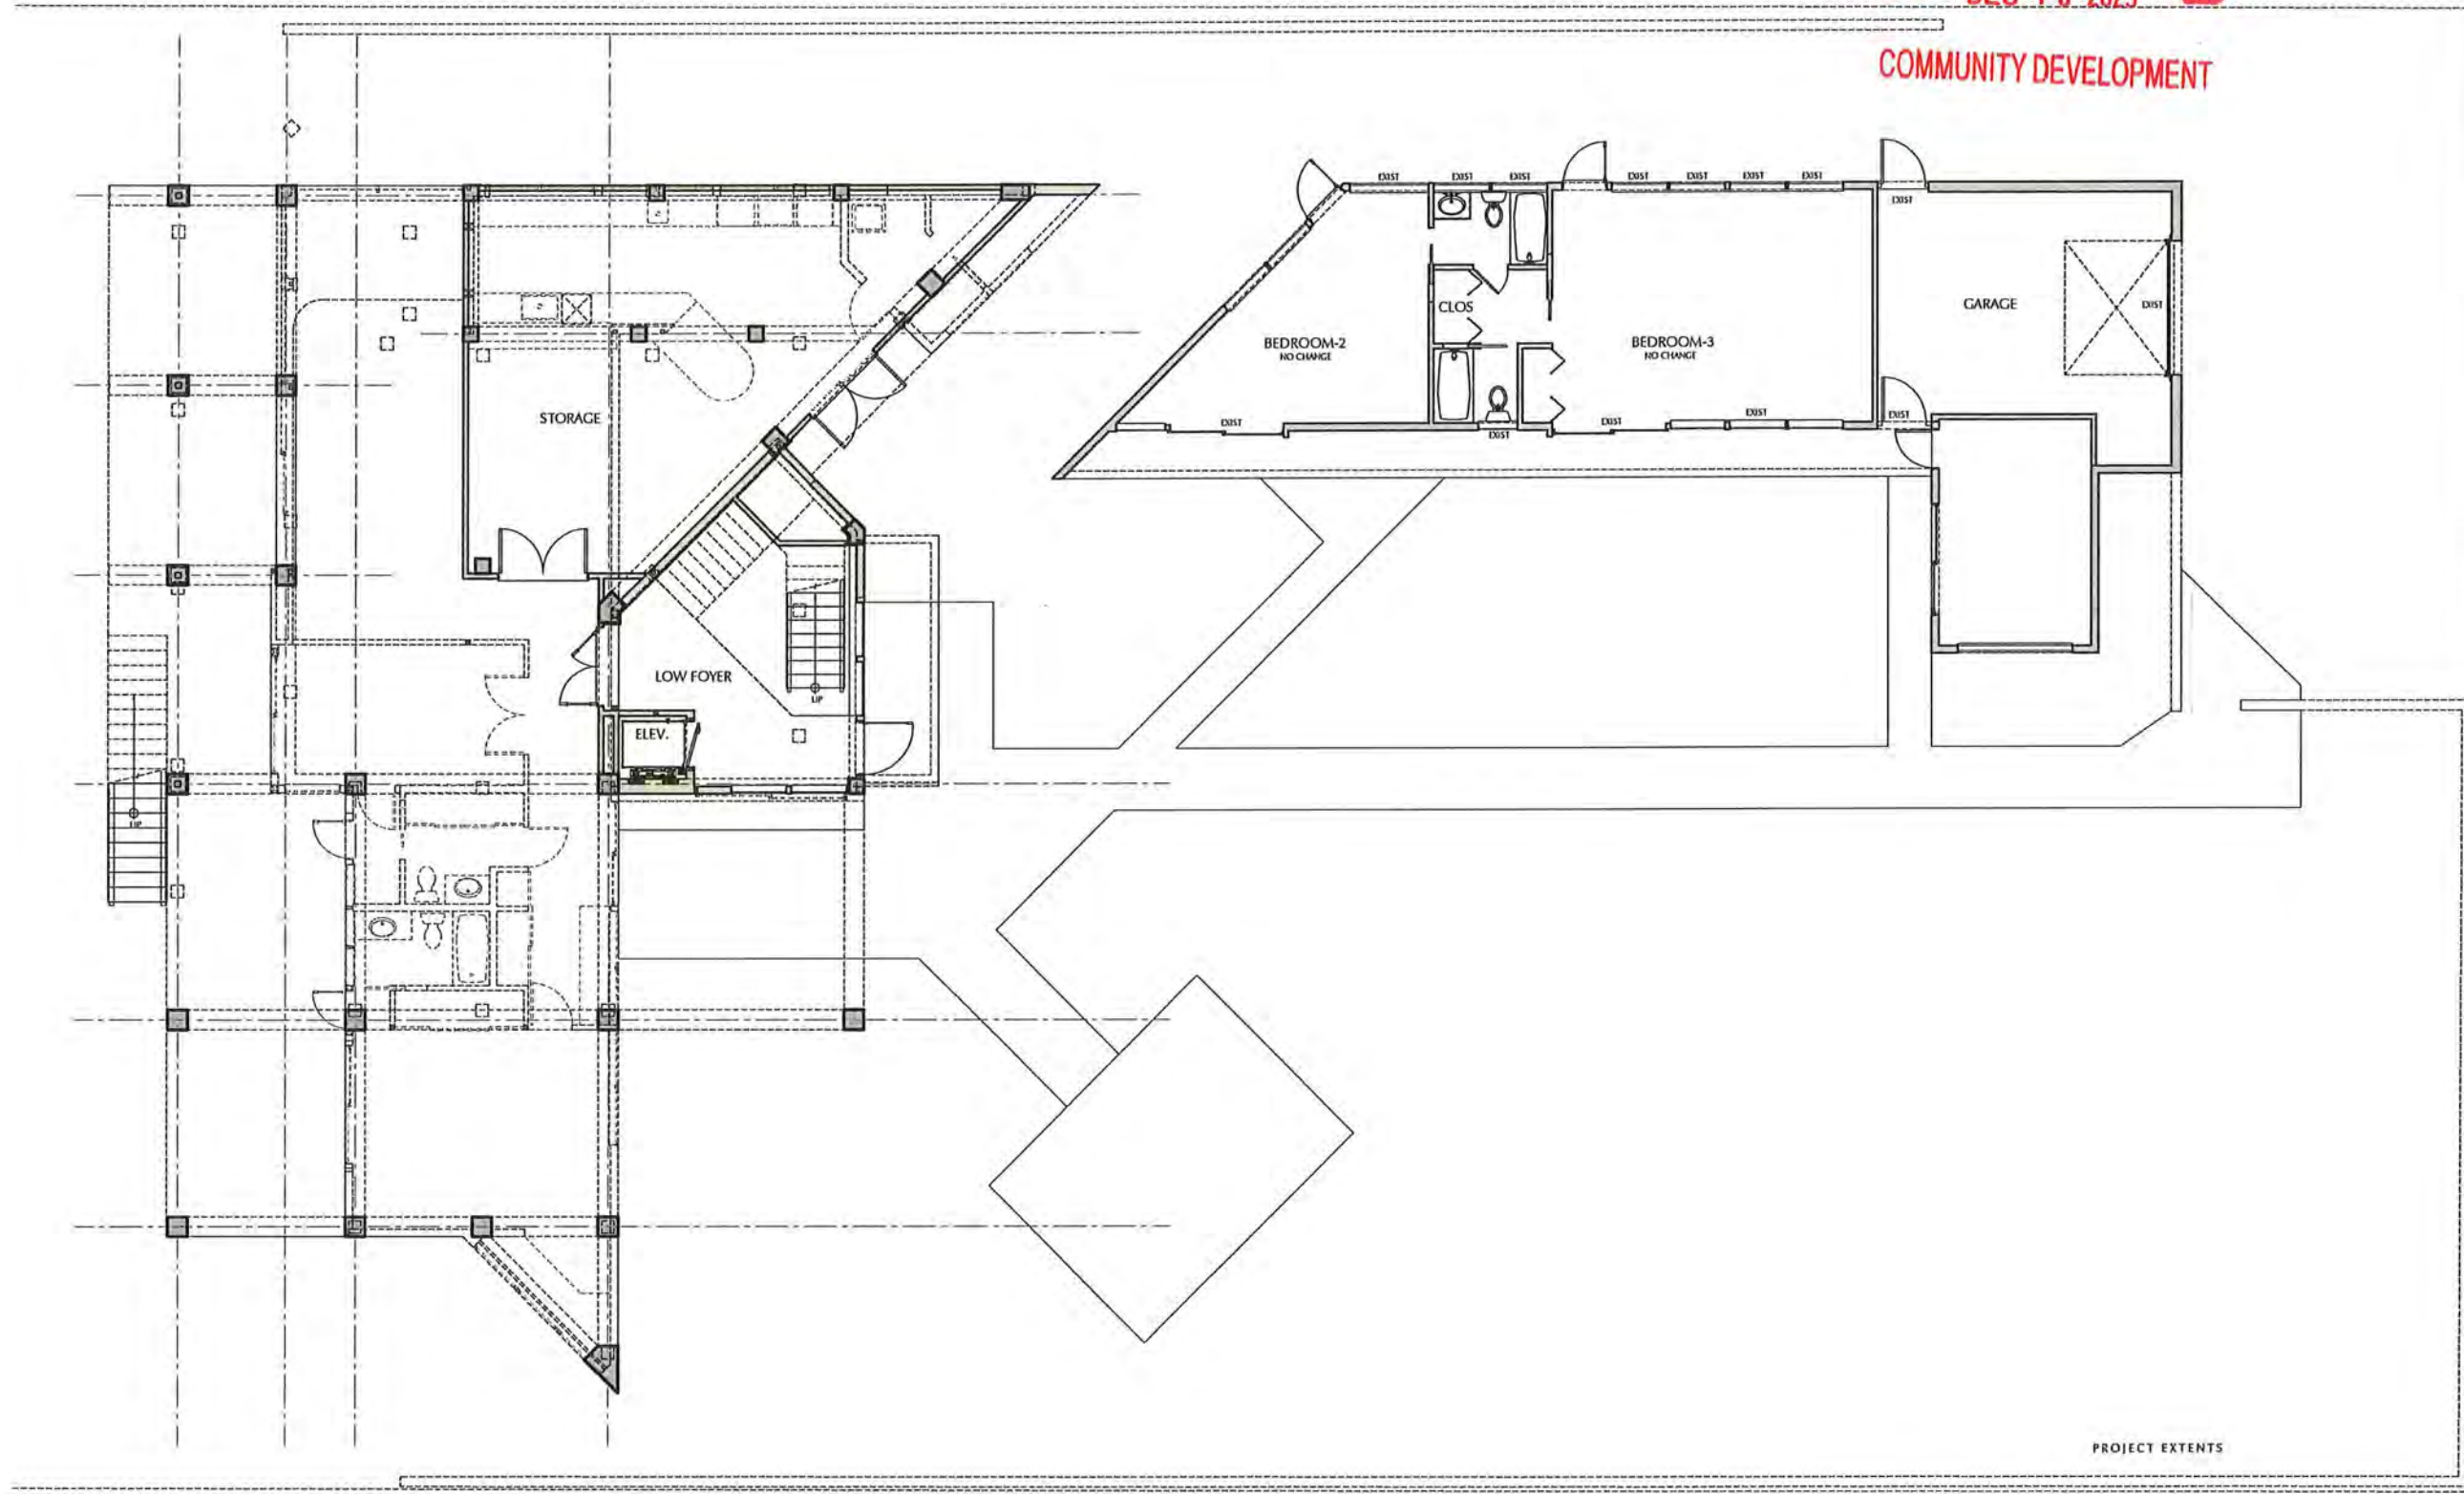 COMMUNITY DEVELOPMENT
EXIST
EXIST
EXIST
EXIST
EXIST
EXIST
EXIST
EXIST
CLOS
GARAGE
EXIST
BEDROOM-2
NO CHANGE
BEDROOM-3
NO CHANGE
STORAGE
EXIST
EXIST
EXIST
EXIST
EXIST
LOW FOYER
UP
ELEV.
UP
PROJECT EXTENTS